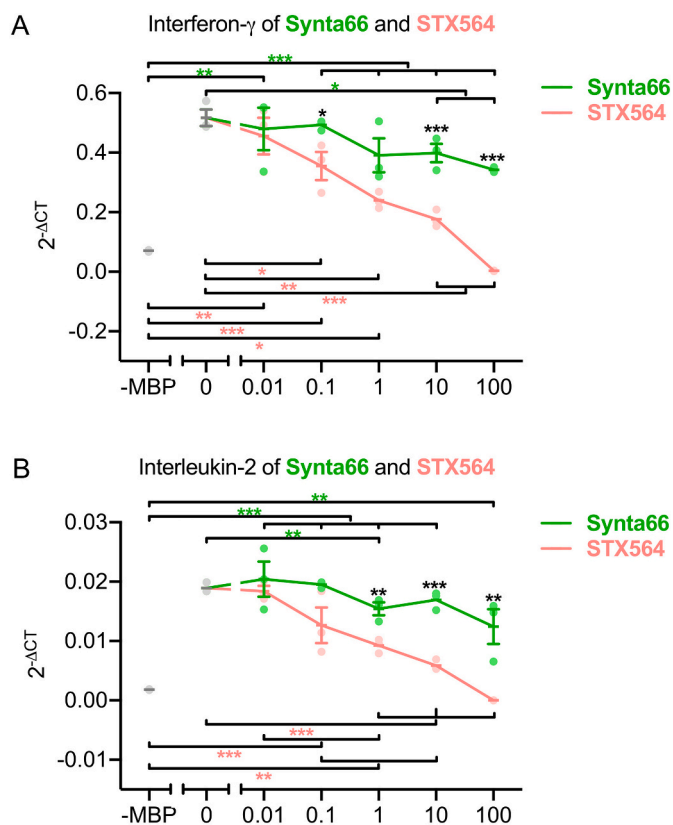 A
Interferon-γ of Synta66 and STX564
***
**
*
Synta66
STX564
0.6
0.4
0.2
0.0
-0.2
2-ΔCT
*
***
***
*
**
***
**
***
*
-MBP 0 0.01 0.1 1 10 100
B
Interleukin-2 of Synta66 and STX564
**
***
**
Synta66
STX564
0.03
0.02
0.01
0.00
-0.01
2-ΔCT
**
***
**
***
***
**
-MBP 0 0.01 0.1 1 10 100